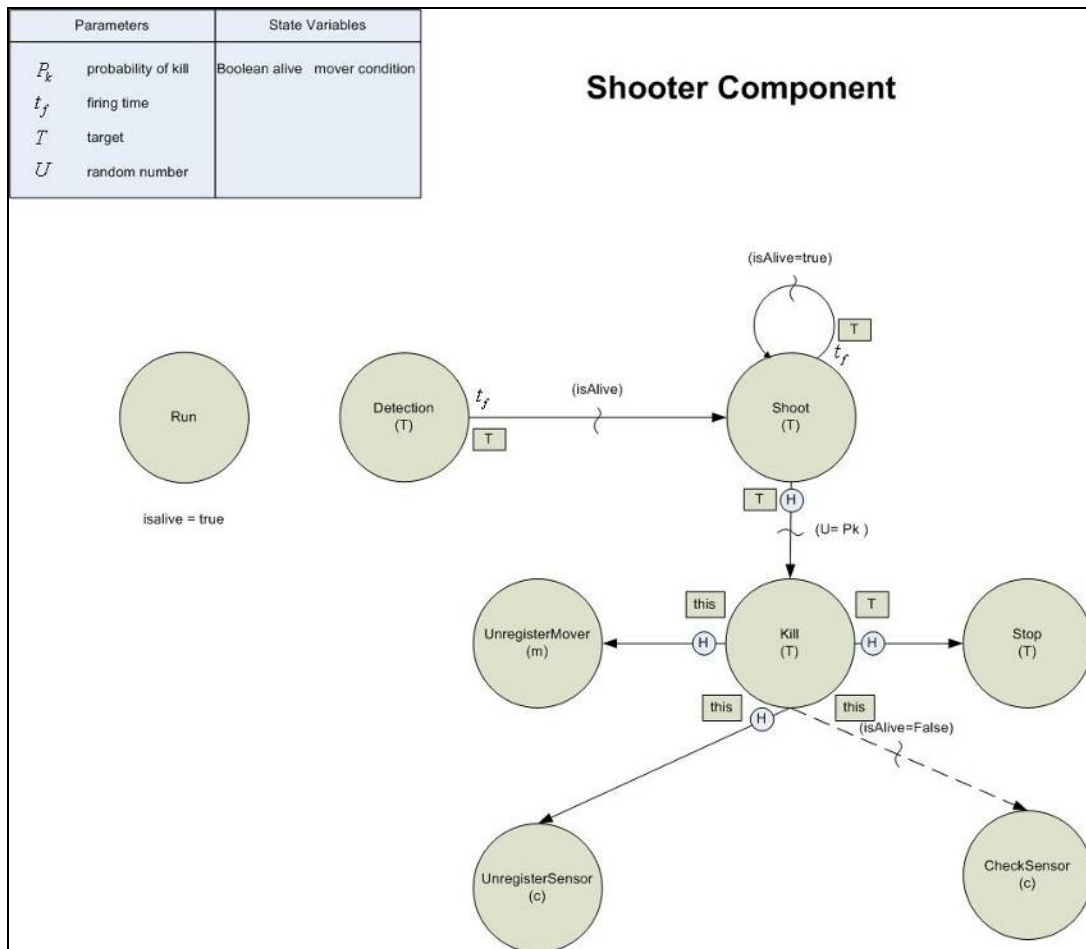 Parameters
State Variables
P_k probability of kill
Boolean alive mover condition
t_f firing time
T target
U random number
Shooter Component
(isAlive=true)
T
t_f
Run
isalive = true
Detection
(T)
t_f
T
(isAlive)
Shoot
(T)
T
H
(U= Pk )
UnregisterMover
(m)
this
H
Kill
(T)
T
H
Stop
(T)
this
H
this
(isAlive=False)
UnregisterSensor
(c)
CheckSensor
(c)